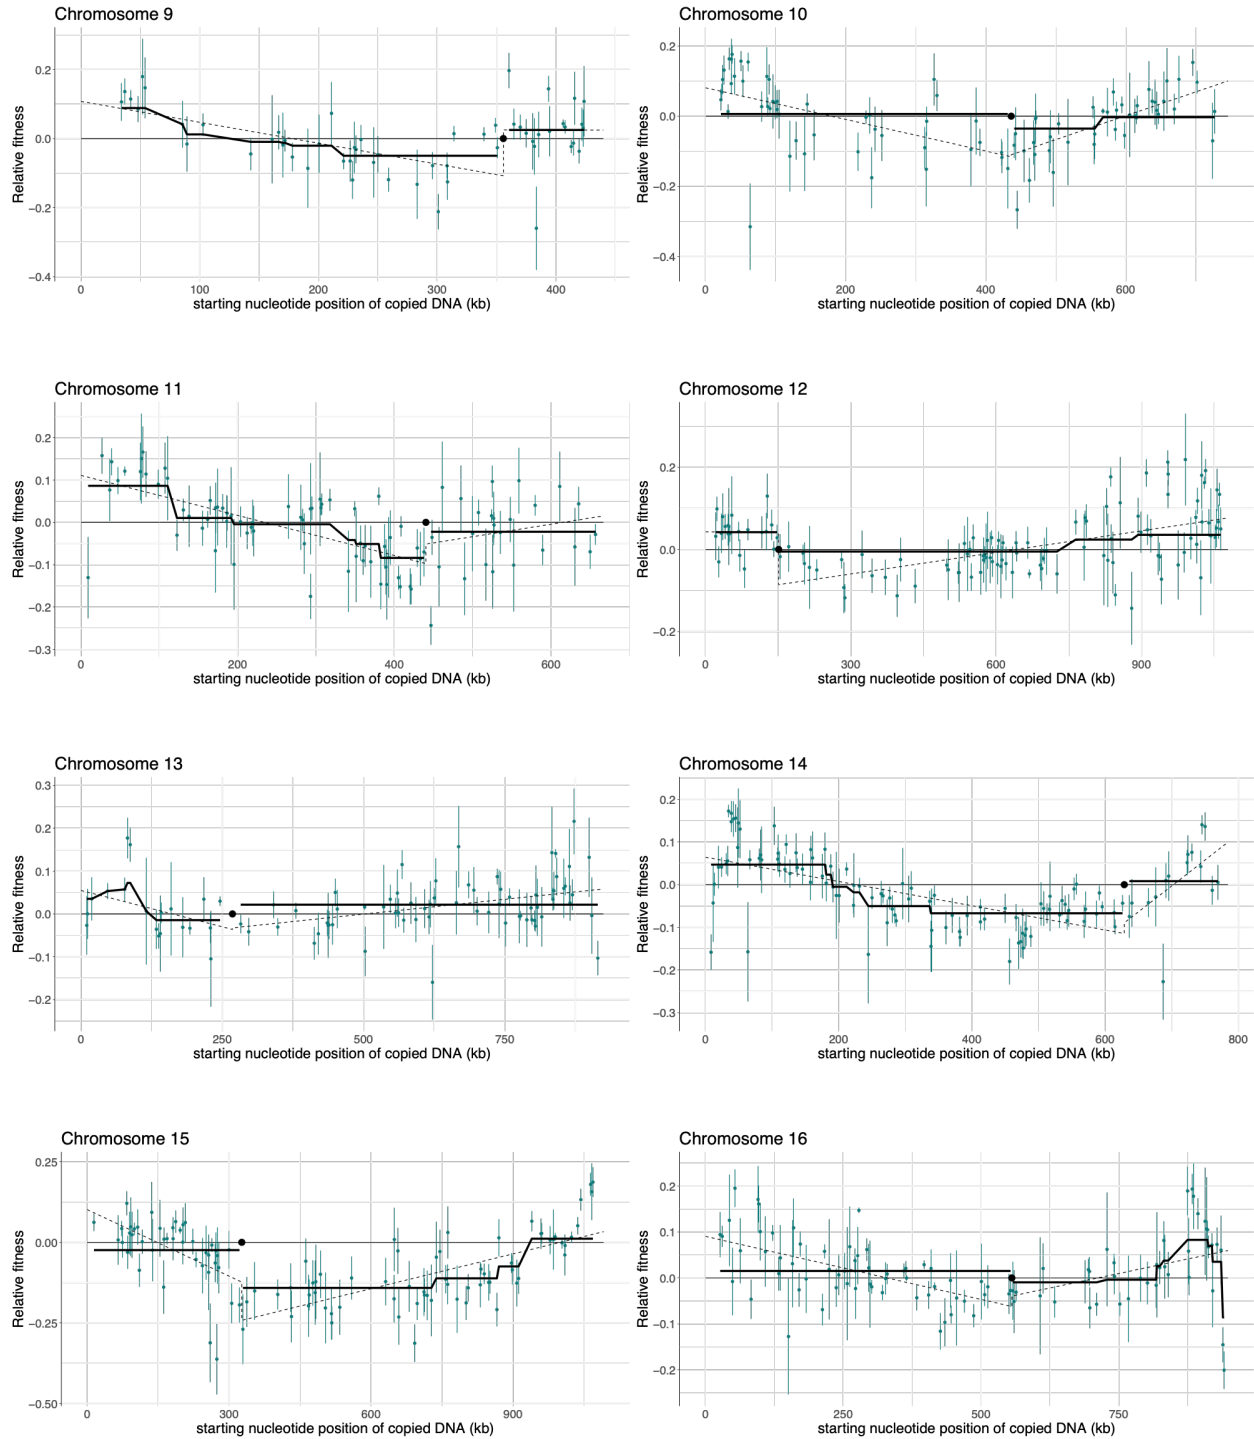 Chromosome 9
Relative fitness
0.2
0.0
−0.2
−0.4
0 100 200 300 400
starting nucleotide position of copied DNA (kb)
Chromosome 10
Relative fitness
0.2
0.0
−0.2
−0.4
0 200 400 600
starting nucleotide position of copied DNA (kb)
Chromosome 11
Relative fitness
0.2
0.1
0.0
−0.1
−0.2
−0.3
0 200 400 600
starting nucleotide position of copied DNA (kb)
Chromosome 12
Relative fitness
0.2
0.0
−0.2
0 300 600 900
starting nucleotide position of copied DNA (kb)
Chromosome 13
Relative fitness
0.3
0.2
0.1
0.0
−0.1
−0.2
0 250 500 750
starting nucleotide position of copied DNA (kb)
Chromosome 14
Relative fitness
0.2
0.1
0.0
−0.1
−0.2
−0.3
0 200 400 600 800
starting nucleotide position of copied DNA (kb)
Chromosome 15
Relative fitness
0.25
0.00
−0.25
−0.50
0 300 600 900
starting nucleotide position of copied DNA (kb)
Chromosome 16
Relative fitness
0.2
0.1
0.0
−0.1
−0.2
0 250 500 750
starting nucleotide position of copied DNA (kb)